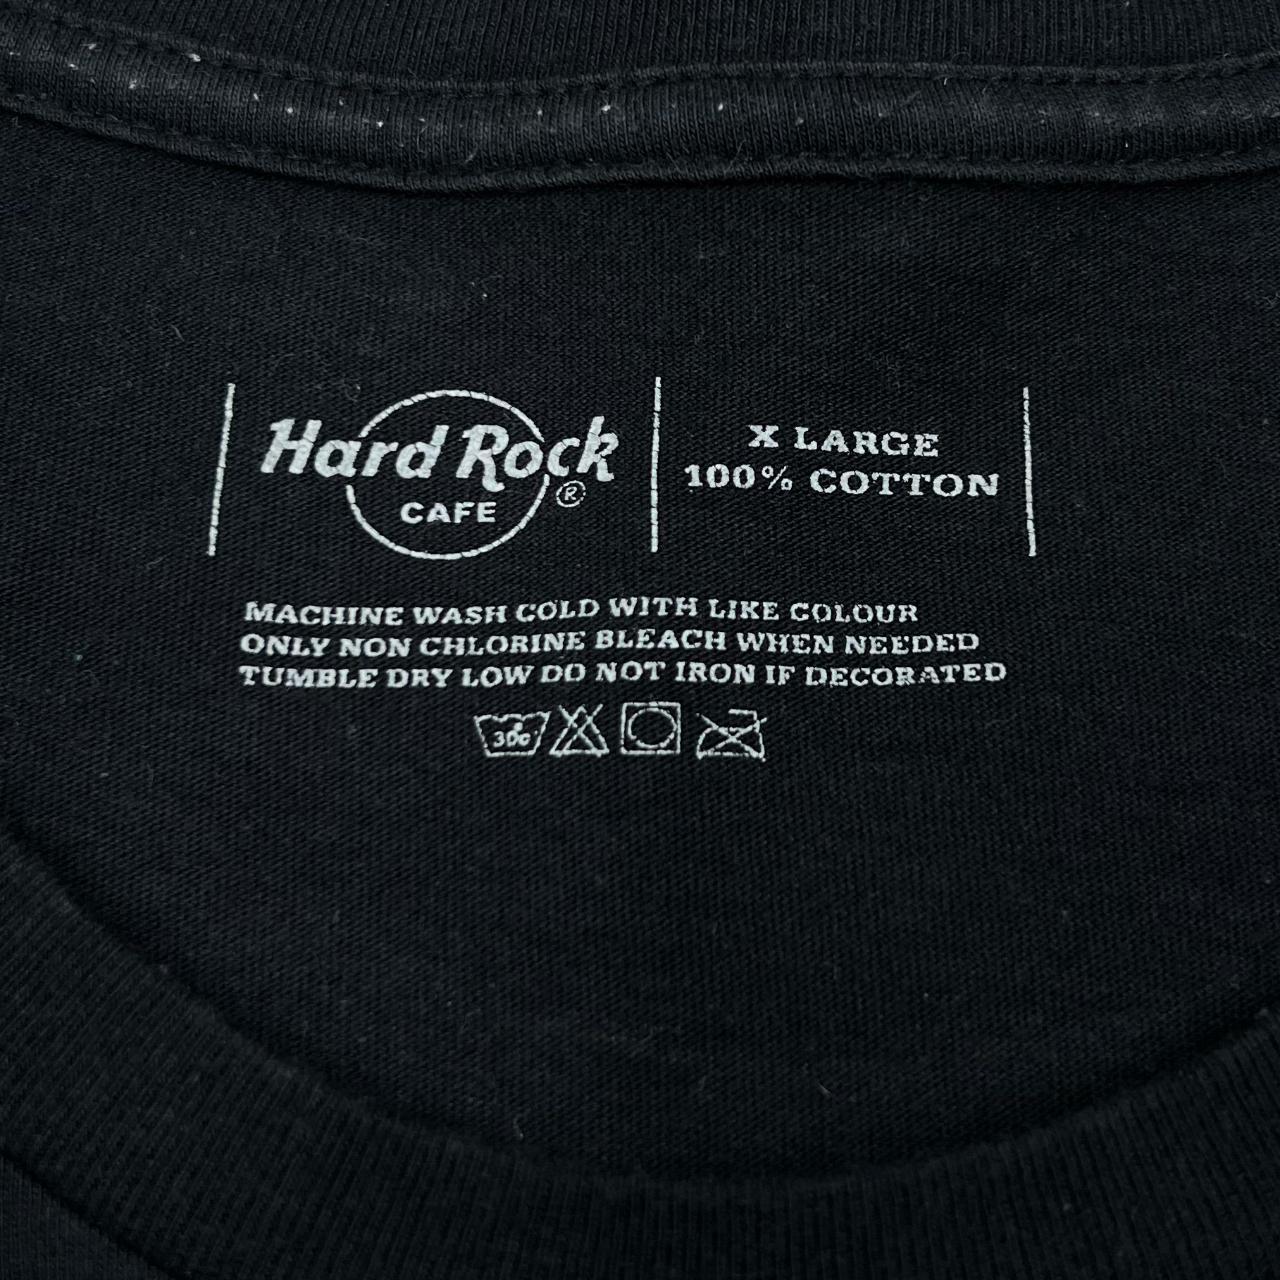 Hard Rock
CAFE
®
X LARGE
100% COTTON
MACHINE WASH COLD WITH LIKE COLOUR
ONLY NON CHLORINE BLEACH WHEN NEEDED
TUMBLE DRY LOW DO NOT IRON IF DECORATED
30c